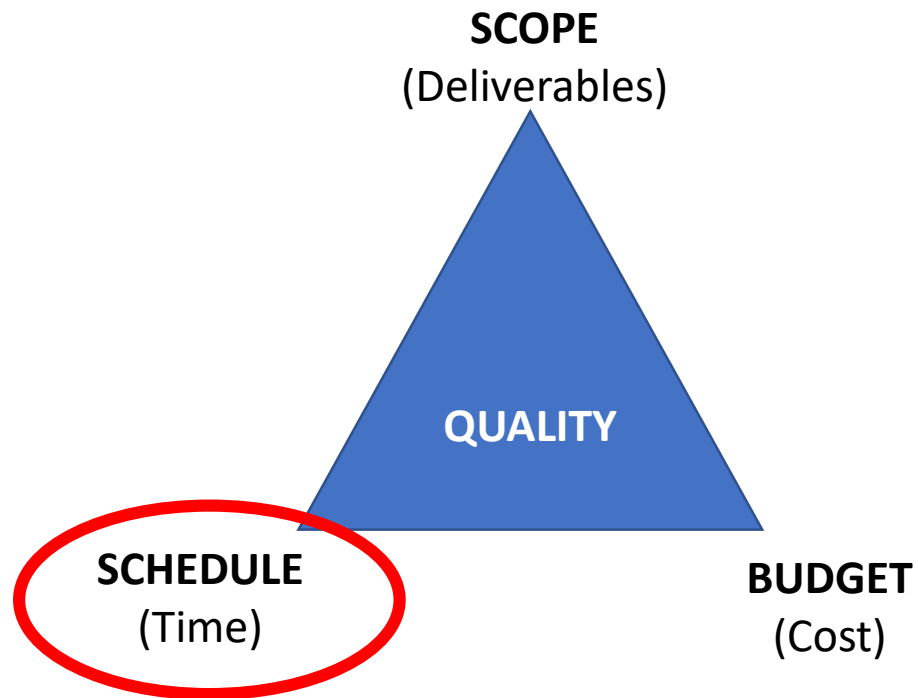 SCOPE
(Deliverables)
QUALITY
SCHEDULE
(Time)
BUDGET
(Cost)